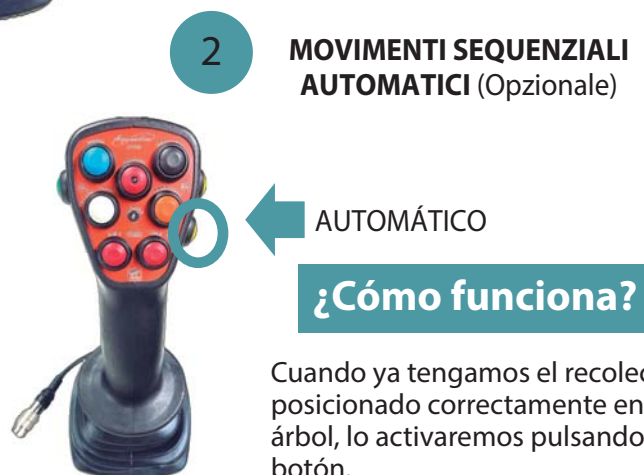 2
MOVIMENTI SEQUENZIALI
AUTOMATICI (Opzionale)
AUTOMÁTICO
¿Cómo funciona?
Cuando ya tengamos el recolec
posicionado correctamente en
árbol, lo activaremos pulsando
botón.